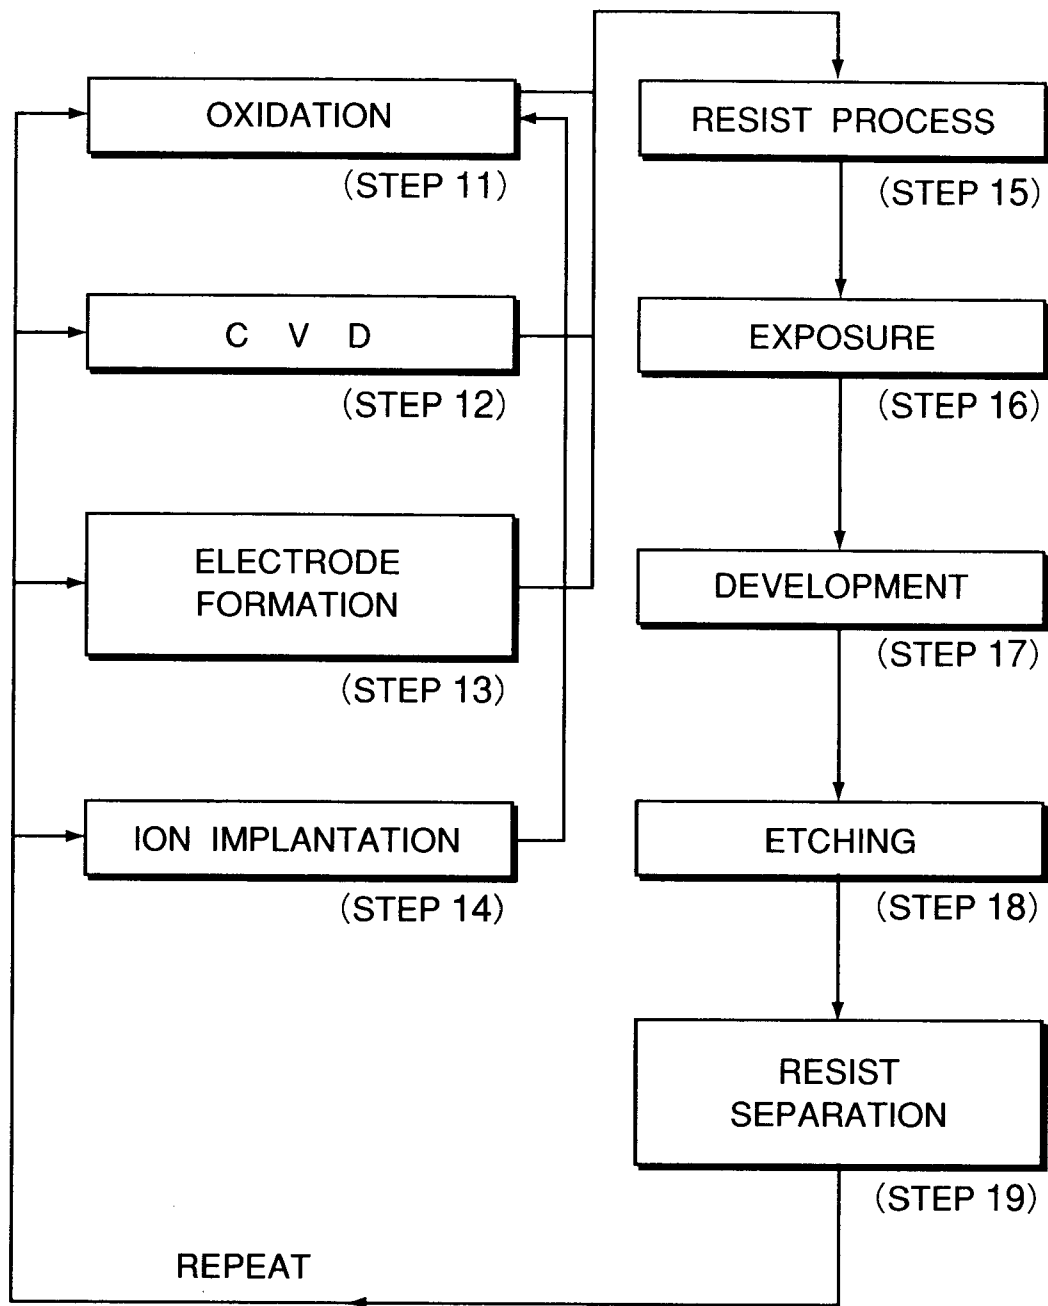 OXIDATION
(STEP 11)
C V D
(STEP 12)
ELECTRODE
FORMATION
(STEP 13)
ION IMPLANTATION
(STEP 14)
RESIST PROCESS
(STEP 15)
EXPOSURE
(STEP 16)
DEVELOPMENT
(STEP 17)
ETCHING
(STEP 18)
RESIST
SEPARATION
(STEP 19)
REPEAT